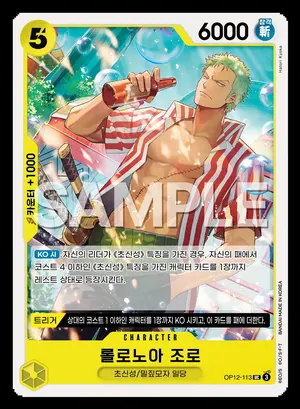 5
6000
참격
斬
카운터 +1000
SAMPLE
KO 시 자신의 리더가 《초신성》 특징을 가진 경우, 자신의 패에서
코스트 4 이하인 《초신성》 특징을 가진 캐릭터 카드를 1장까지
레스트 상태로 등장시킨다.
트리거 상대의 코스트 1 이하인 캐릭터를 1장까지 KO 시키고, 이 카드를 패에 더한다.
CHARACTER
롤로노아 조로
초신성/밀짚모자 일당
OP12-113 UC 3